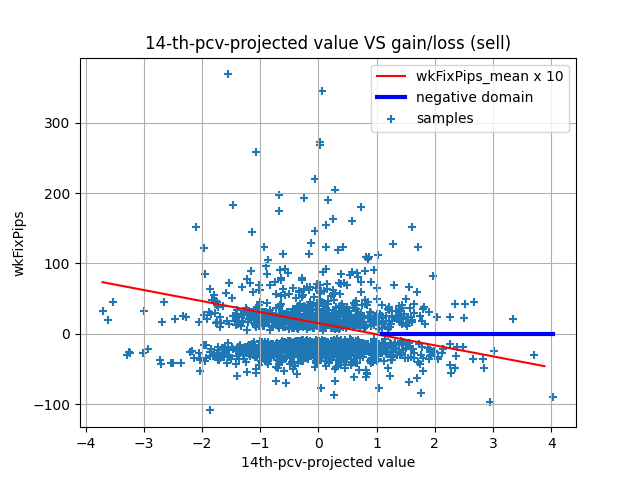 14-th-pcv-projected value VS gain/loss (sell)
wkFixPips_mean x 10
negative domain
samples
wkFixPips
300
200
100
0
−100
−4 −3 −2 −1 0 1 2 3 4
14th-pcv-projected value